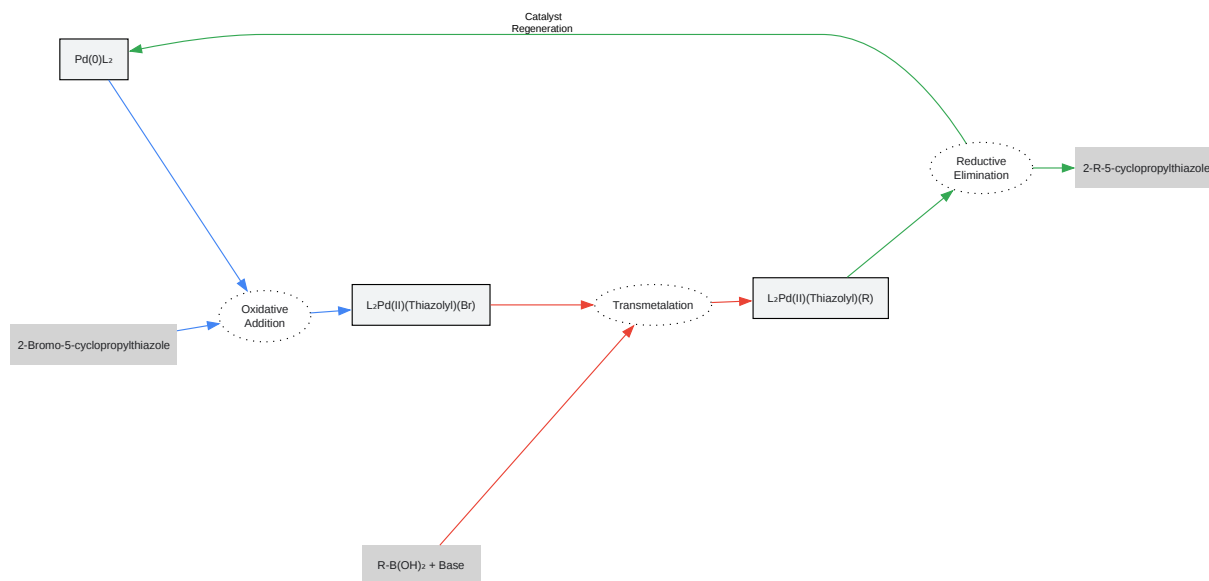 Catalyst
Regeneration
Pd(0)L₂
Reductive
Elimination
2-R-5-cyclopropylthiazole
Oxidative
Addition
L₂Pd(II)(Thiazolyl)(Br)
Transmetalation
L₂Pd(II)(Thiazolyl)(R)
2-Bromo-5-cyclopropylthiazole
R-B(OH)₂ + Base